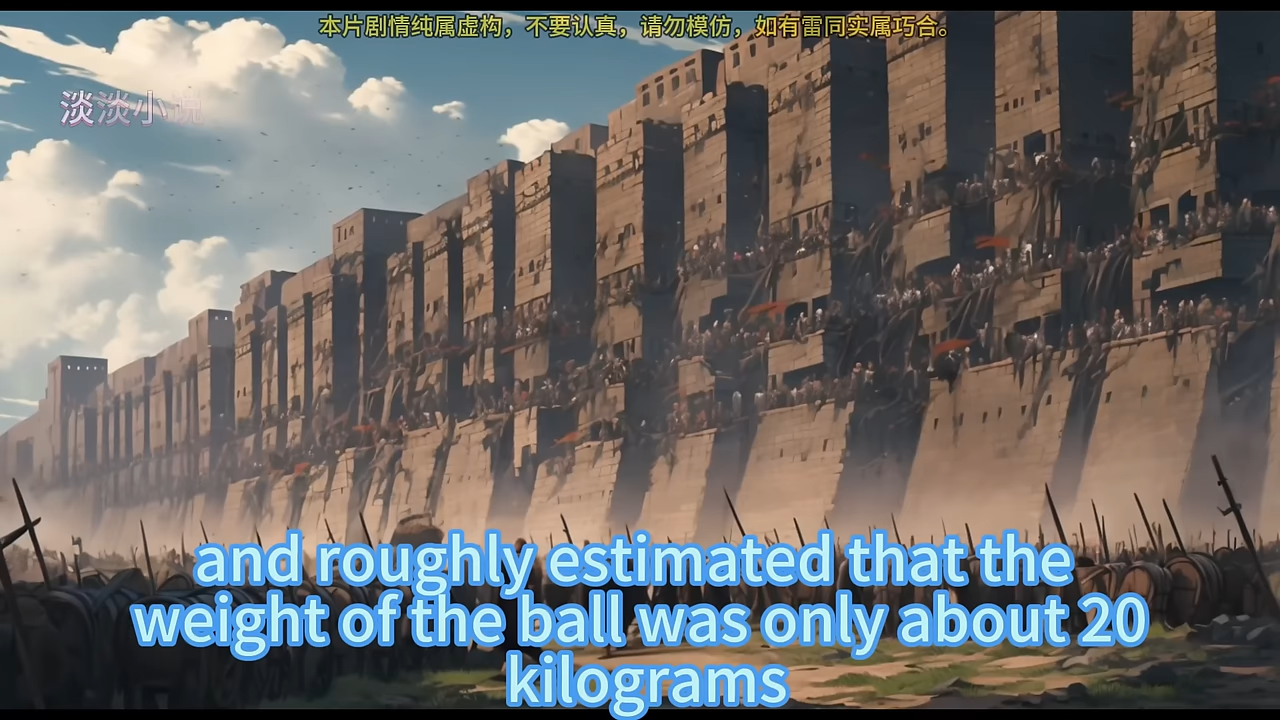 本片剧情纯属虚构，不要认真，请勿模仿，如有雷同实属巧合。
淡淡小说
and roughly estimated that the
weight of the ball was only about 20
kilograms